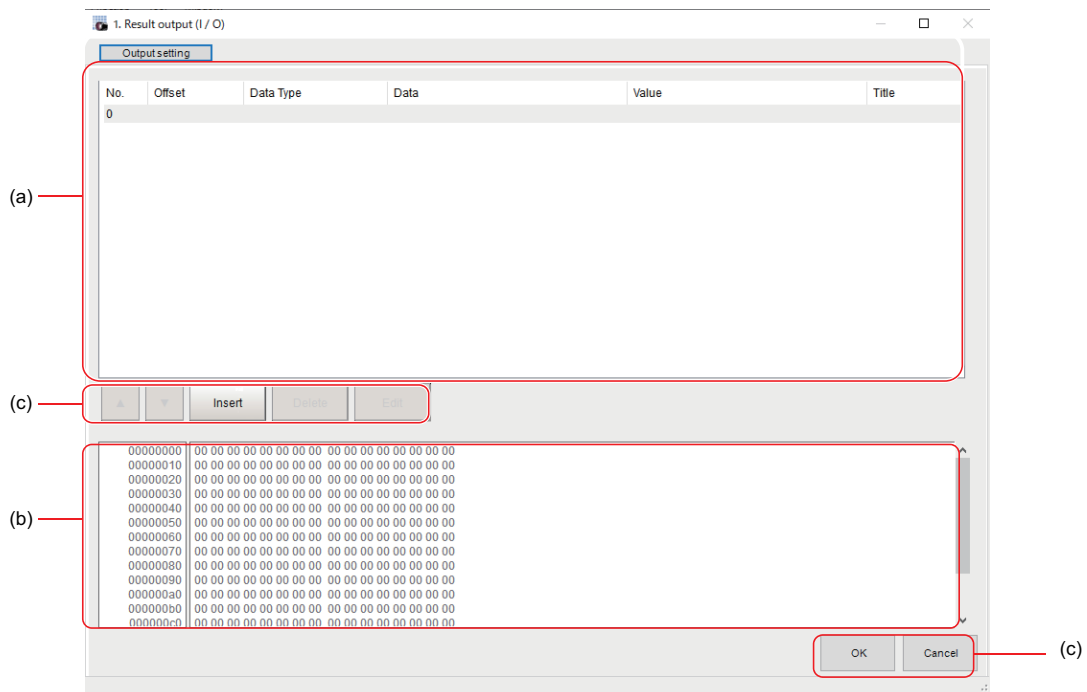 1. Result output (I / O)
Output setting
No. Offset Data Type Data Value Title
0
(a)
(c)
▲ ▼ Insert Delete Edit
00000000 00 00 00 00 00 00 00 00 00 00 00 00 00 00 00 00
00000010 00 00 00 00 00 00 00 00 00 00 00 00 00 00 00 00
00000020 00 00 00 00 00 00 00 00 00 00 00 00 00 00 00 00
00000030 00 00 00 00 00 00 00 00 00 00 00 00 00 00 00 00
00000040 00 00 00 00 00 00 00 00 00 00 00 00 00 00 00 00
(b)
00000050 00 00 00 00 00 00 00 00 00 00 00 00 00 00 00 00
00000060 00 00 00 00 00 00 00 00 00 00 00 00 00 00 00 00
00000070 00 00 00 00 00 00 00 00 00 00 00 00 00 00 00 00
00000080 00 00 00 00 00 00 00 00 00 00 00 00 00 00 00 00
00000090 00 00 00 00 00 00 00 00 00 00 00 00 00 00 00 00
000000a0 00 00 00 00 00 00 00 00 00 00 00 00 00 00 00 00
000000b0 00 00 00 00 00 00 00 00 00 00 00 00 00 00 00 00
000000c0 00 00 00 00 00 00 00 00 00 00 00 00 00 00 00 00
OK Cancel
(c)